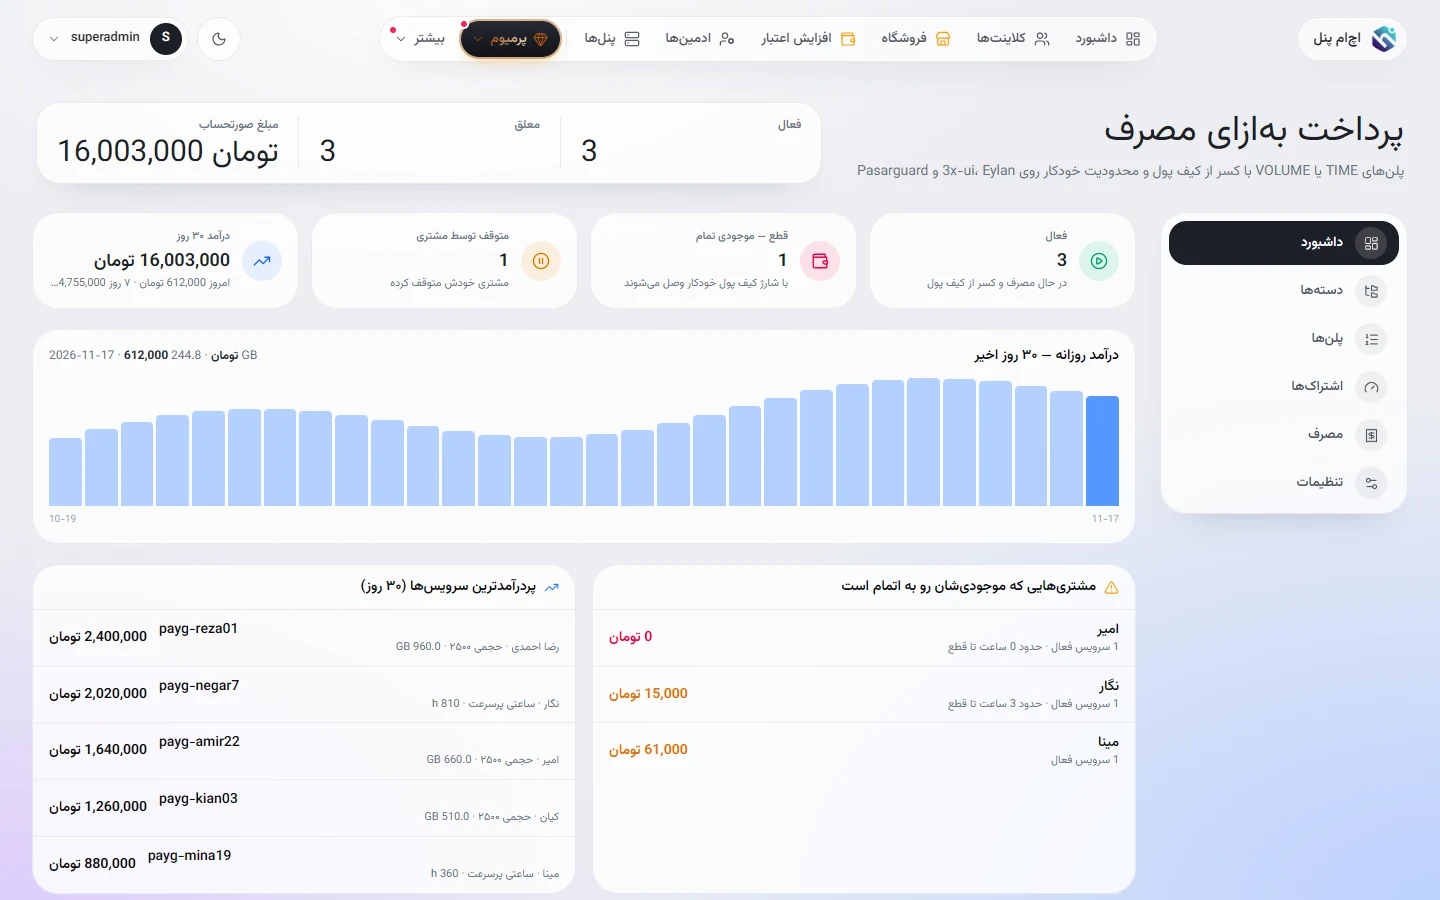 اچ‌ام پنل
داشبورد
کلاینت‌ها
فروشگاه
افزایش اعتبار
ادمین‌ها
پنل‌ها
پرمیوم
بیشتر
S
superadmin
پرداخت به‌ازای مصرف
پلن‌های TIME یا VOLUME با کسر از کیف پول و محدودیت خودکار روی 3x-ui، Eylan و Pasarguard
فعال
3
معلق
3
مبلغ صورتحساب
16,003,000 تومان
داشبورد
دسته‌ها
پلن‌ها
اشتراک‌ها
مصرف
تنظیمات
فعال
3
در حال مصرف و کسر از کیف پول
قطع — موجودی تمام
1
با شارژ کیف پول خودکار وصل می‌شوند
متوقف توسط مشتری
1
مشتری خودش متوقف کرده
درآمد ۳۰ روز
16,003,000 تومان
امروز 612,000 تومان · ۷ روز 4,755,000…
درآمد روزانه — ۳۰ روز اخیر
2026-11-17 · 612,000 تومان · 244.8 GB
10-19
11-17
مشتری‌هایی که موجودی‌شان رو به اتمام است
امیر
1 سرویس فعال · حدود 0 ساعت تا قطع
0 تومان
نگار
1 سرویس فعال · حدود 3 ساعت تا قطع
15,000 تومان
مینا
1 سرویس فعال
61,000 تومان
پردرآمدترین سرویس‌ها (۳۰ روز)
payg-reza01
رضا احمدی · حجمی ۲۵۰۰ · 960.0 GB
2,400,000 تومان
payg-negar7
نگار · ساعتی پرسرعت · 810 h
2,020,000 تومان
payg-amir22
امیر · حجمی ۲۵۰۰ · 660.0 GB
1,640,000 تومان
payg-kian03
کیان · حجمی ۲۵۰۰ · 510.0 GB
1,260,000 تومان
payg-mina19
مینا · ساعتی پرسرعت · 360 h
880,000 تومان